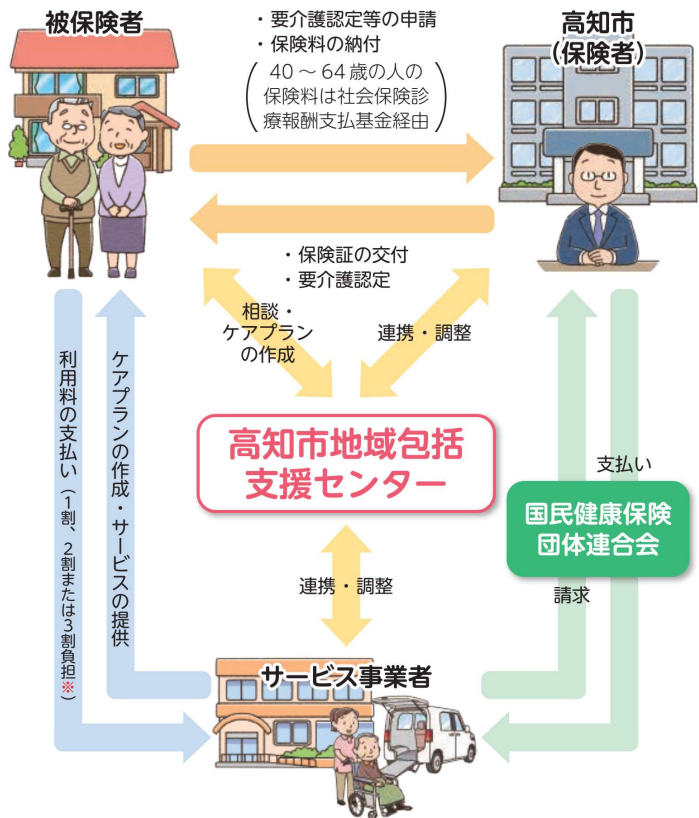 被保険者
・要介護認定等の申請
・保険料の納付
(40～64歳の人の
保険料は社会保険診
療報酬支払基金経由)
高知市
(保険者)
・保険証の交付
・要介護認定
相談・
ケアプラン
の作成
連携・調整
利用料の支払い(1割、2割または3割負担※)
ケアプランの作成・サービスの提供
高知市地域包括
支援センター
支払い
国民健康保険
団体連合会
請求
連携・調整
サービス事業者